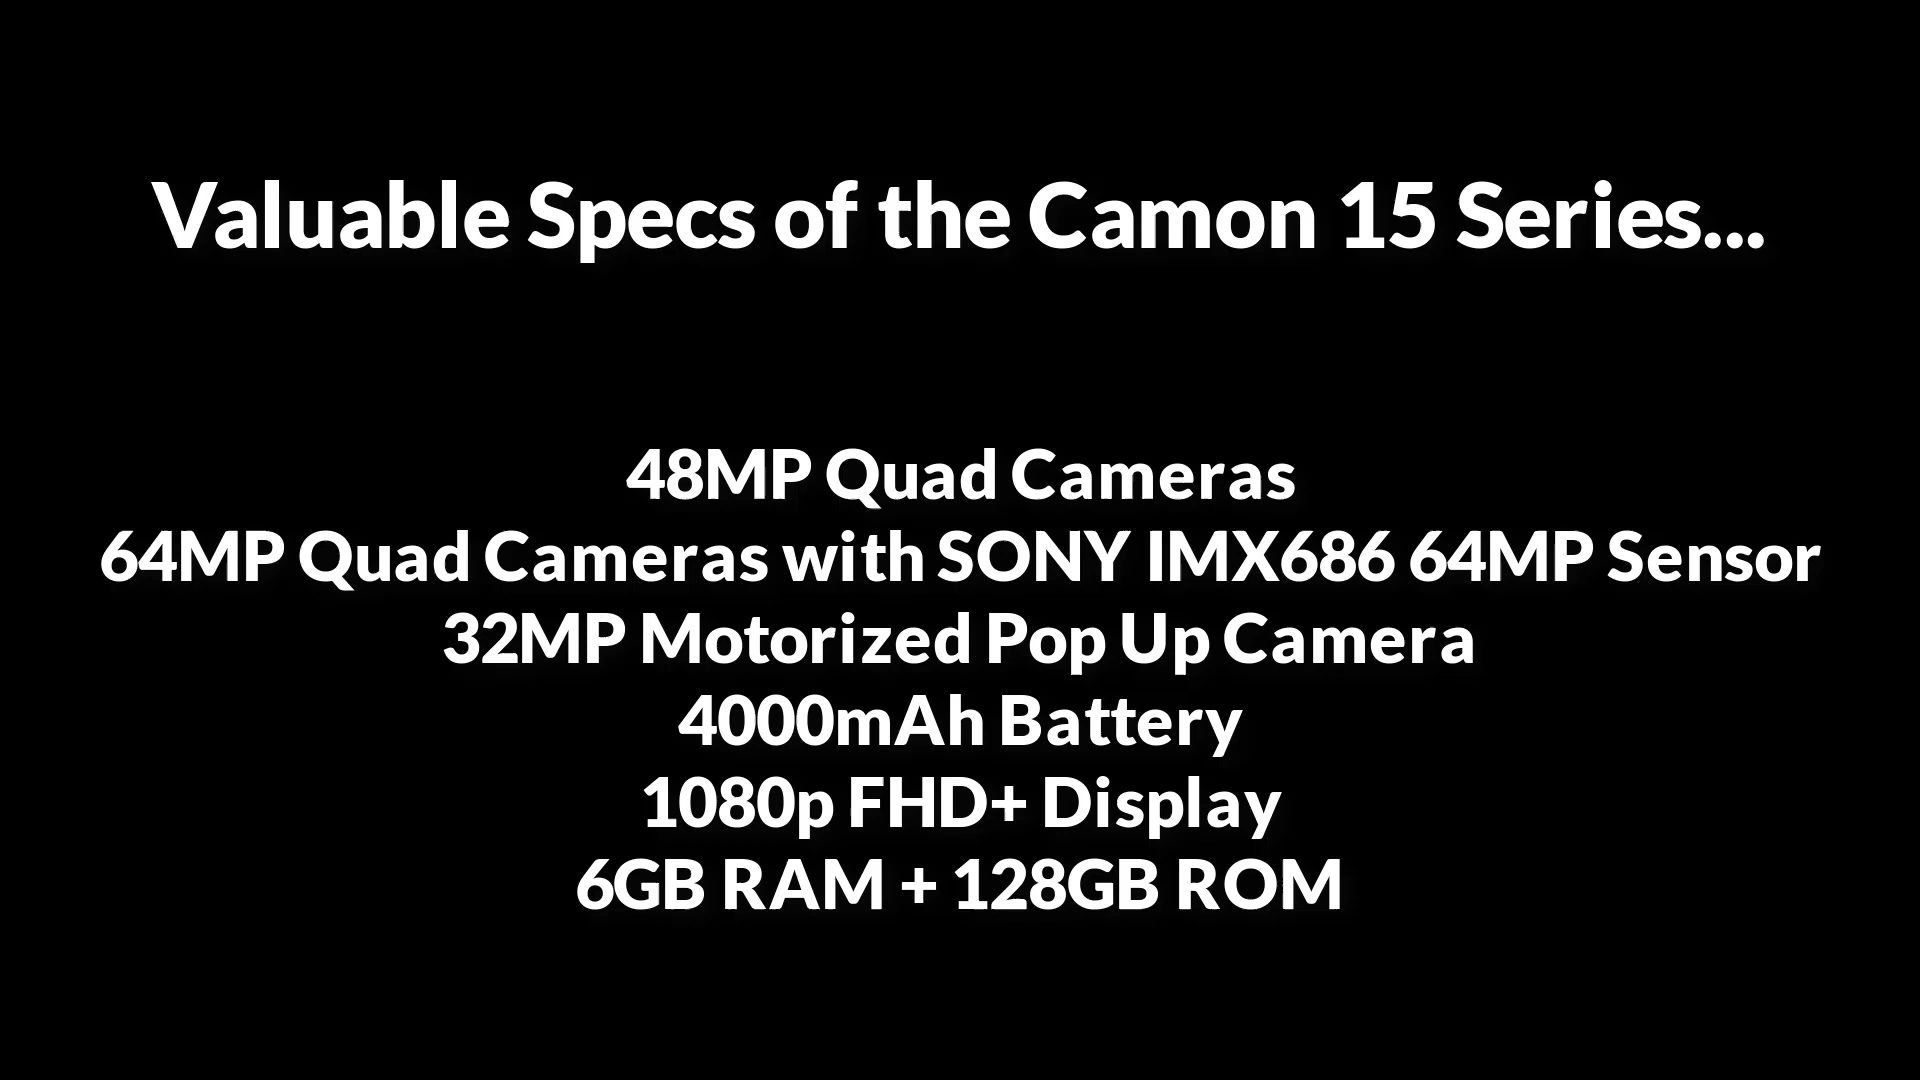 Valuable Specs of the Camon 15 Series...
48MP Quad Cameras
64MP Quad Cameras with SONY IMX686 64MP Sensor
32MP Motorized Pop Up Camera
4000mAh Battery
1080p FHD+ Display
6GB RAM + 128GB ROM